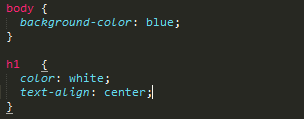 body {
  background-color: blue;
}

h1   {
  color: white;
  text-align: center;
}